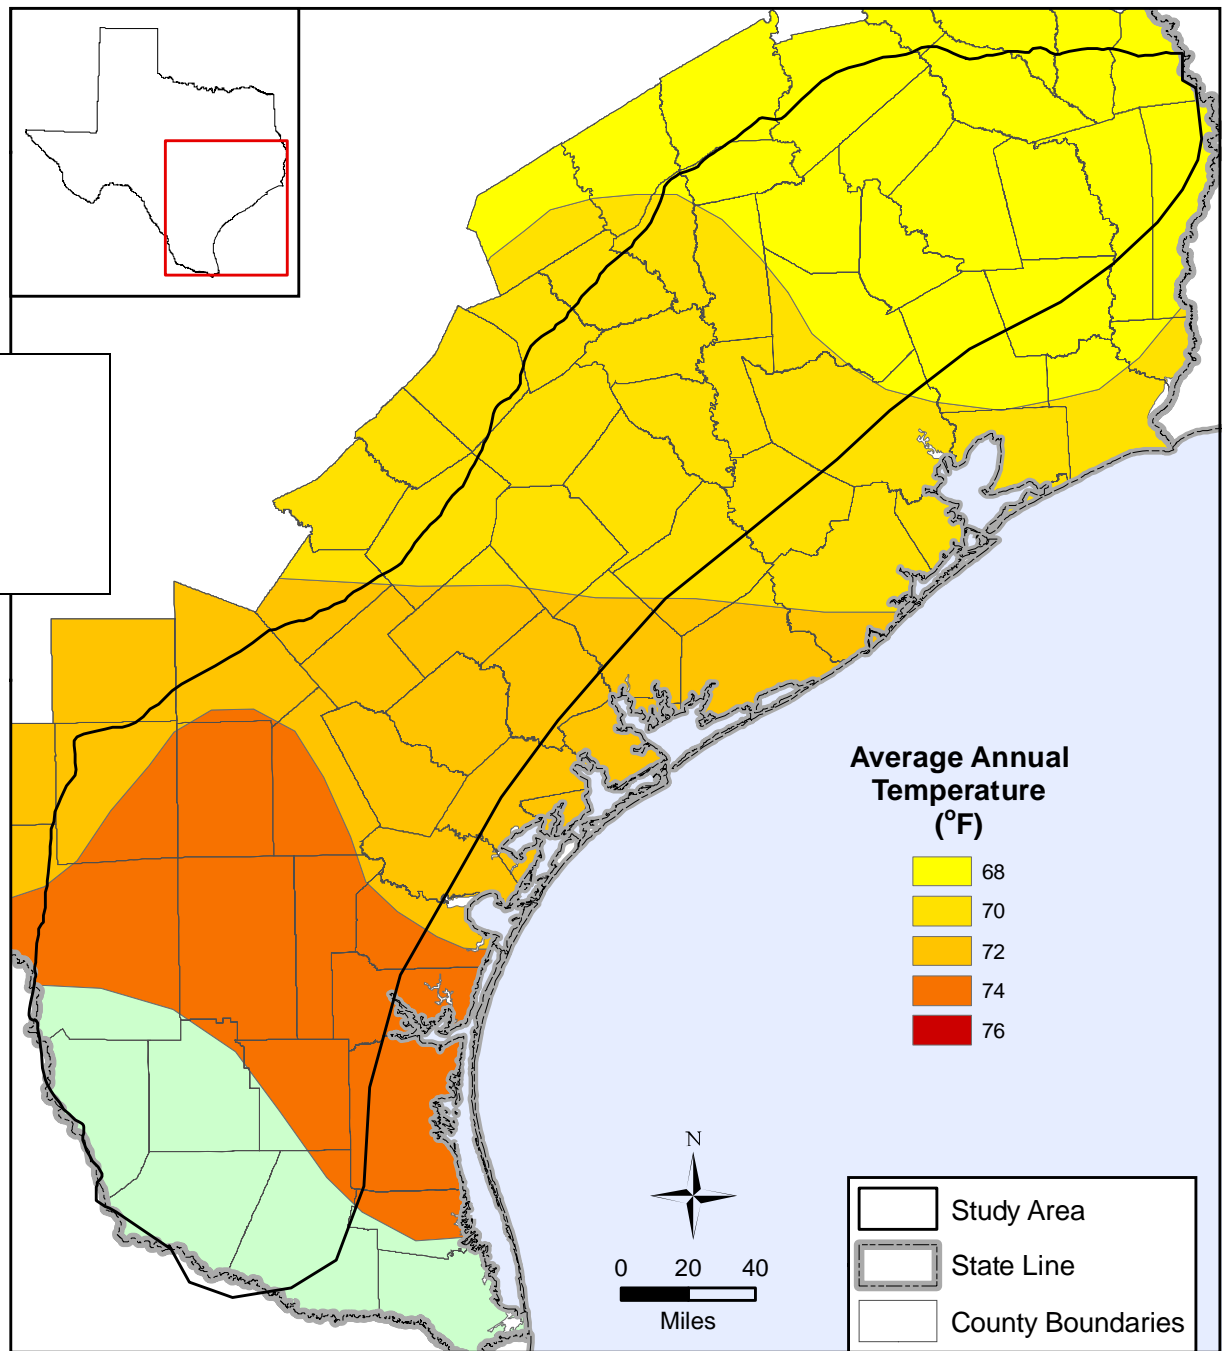 Average Annual
Temperature
(°F)
68
70
72
74
76
N
0 20 40
Miles
Study Area
State Line
County Boundaries